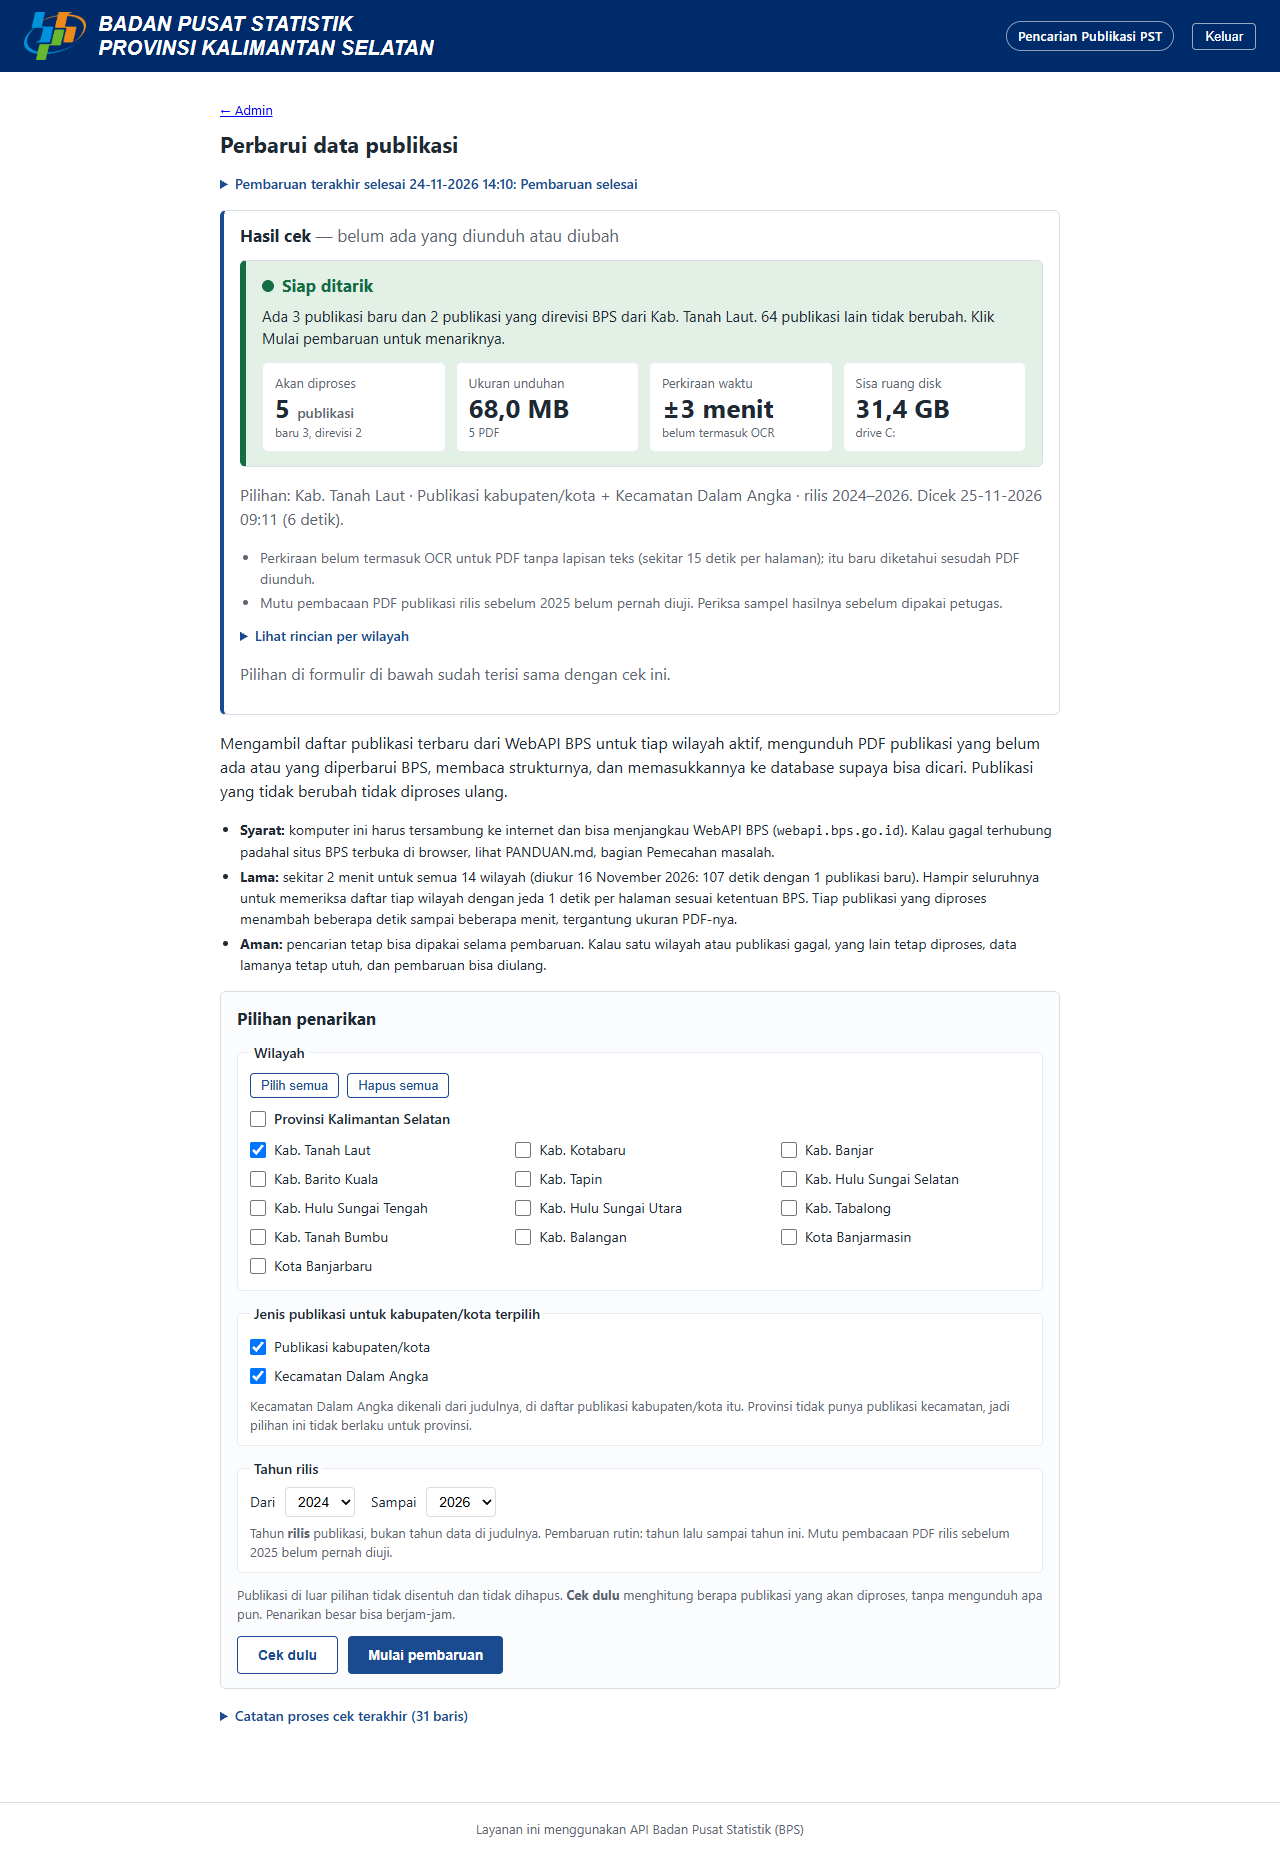 BADAN PUSAT STATISTIK
PROVINSI KALIMANTAN SELATAN
Pencarian Publikasi PST
Keluar
← Admin
Perbarui data publikasi
▶ Pembaruan terakhir selesai 24-11-2026 14:10: Pembaruan selesai
Hasil cek — belum ada yang diunduh atau diubah
Siap ditarik
Ada 3 publikasi baru dan 2 publikasi yang direvisi BPS dari Kab. Tanah Laut. 64 publikasi lain tidak berubah. Klik
Mulai pembaruan untuk menariknya.
Akan diproses
5 publikasi
baru 3, direvisi 2
Ukuran unduhan
68,0 MB
5 PDF
Perkiraan waktu
±3 menit
belum termasuk OCR
Sisa ruang disk
31,4 GB
drive C:
Pilihan: Kab. Tanah Laut · Publikasi kabupaten/kota + Kecamatan Dalam Angka · rilis 2024–2026. Dicek 25-11-2026
09:11 (6 detik).
• Perkiraan belum termasuk OCR untuk PDF tanpa lapisan teks (sekitar 15 detik per halaman); itu baru diketahui sesudah PDF
diunduh.
• Mutu pembacaan PDF publikasi rilis sebelum 2025 belum pernah diuji. Periksa sampel hasilnya sebelum dipakai petugas.
▶ Lihat rincian per wilayah
Pilihan di formulir di bawah sudah terisi sama dengan cek ini.
Mengambil daftar publikasi terbaru dari WebAPI BPS untuk tiap wilayah aktif, mengunduh PDF publikasi yang belum
ada atau yang diperbarui BPS, membaca strukturnya, dan memasukkannya ke database supaya bisa dicari. Publikasi
yang tidak berubah tidak diproses ulang.
• Syarat: komputer ini harus tersambung ke internet dan bisa menjangkau WebAPI BPS (webapi.bps.go.id). Kalau gagal terhubung
padahal situs BPS terbuka di browser, lihat PANDUAN.md, bagian Pemecahan masalah.
• Lama: sekitar 2 menit untuk semua 14 wilayah (diukur 16 November 2026: 107 detik dengan 1 publikasi baru). Hampir seluruhnya
untuk memeriksa daftar tiap wilayah dengan jeda 1 detik per halaman sesuai ketentuan BPS. Tiap publikasi yang diproses
menambah beberapa detik sampai beberapa menit, tergantung ukuran PDF-nya.
• Aman: pencarian tetap bisa dipakai selama pembaruan. Kalau satu wilayah atau publikasi gagal, yang lain tetap diproses, data
lamanya tetap utuh, dan pembaruan bisa diulang.
Pilihan penarikan
Wilayah
Pilih semua
Hapus semua
Provinsi Kalimantan Selatan
Kab. Tanah Laut
Kab. Kotabaru
Kab. Banjar
Kab. Barito Kuala
Kab. Tapin
Kab. Hulu Sungai Selatan
Kab. Hulu Sungai Tengah
Kab. Hulu Sungai Utara
Kab. Tabalong
Kab. Tanah Bumbu
Kab. Balangan
Kota Banjarmasin
Kota Banjarbaru
Jenis publikasi untuk kabupaten/kota terpilih
Publikasi kabupaten/kota
Kecamatan Dalam Angka
Kecamatan Dalam Angka dikenali dari judulnya, di daftar publikasi kabupaten/kota itu. Provinsi tidak punya publikasi kecamatan, jadi
pilihan ini tidak berlaku untuk provinsi.
Tahun rilis
Dari 2024 Sampai 2026
Tahun rilis publikasi, bukan tahun data di judulnya. Pembaruan rutin: tahun lalu sampai tahun ini. Mutu pembacaan PDF rilis sebelum
2025 belum pernah diuji.
Publikasi di luar pilihan tidak disentuh dan tidak dihapus. Cek dulu menghitung berapa publikasi yang akan diproses, tanpa mengunduh apa
pun. Penarikan besar bisa berjam-jam.
Cek dulu
Mulai pembaruan
▶ Catatan proses cek terakhir (31 baris)
Layanan ini menggunakan API Badan Pusat Statistik (BPS)